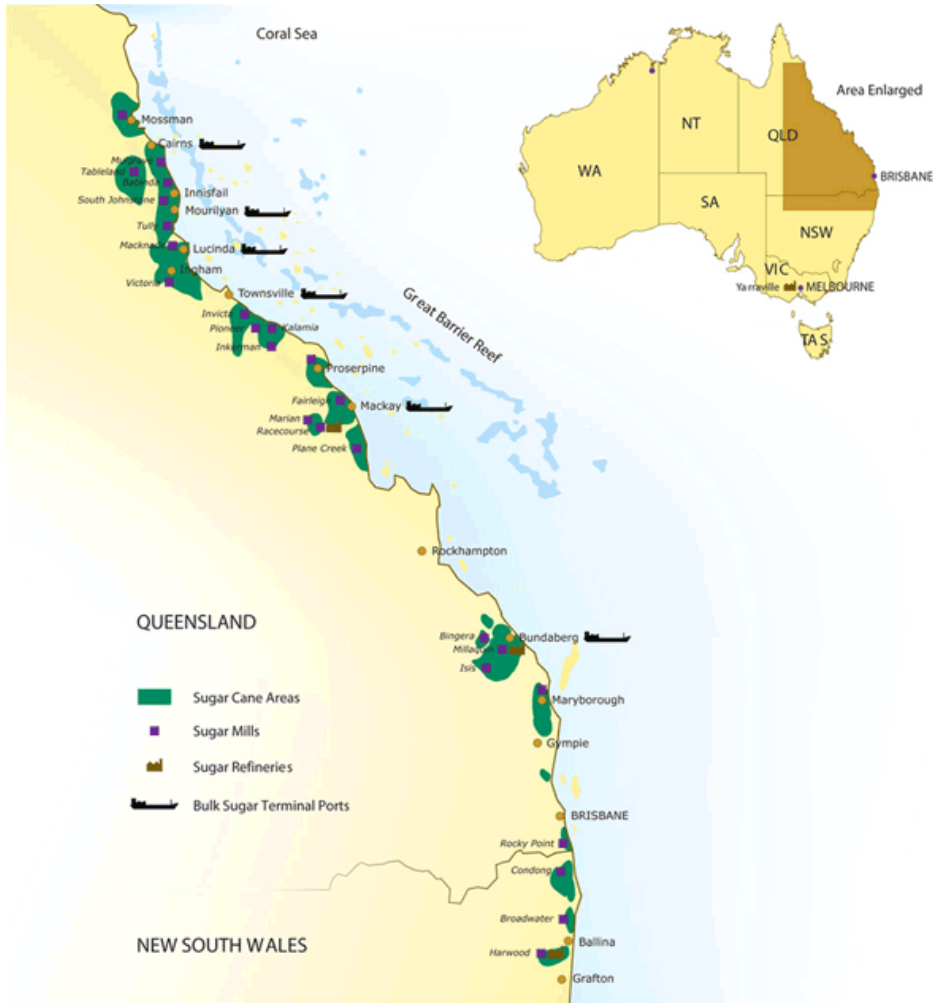 Coral Sea
Area Enlarged
NT
QLD
WA
BRISBANE
SA
NSW
VIC
Yarraville
MELBOURNE
TAS
Mossman
Cairns
Mulgrave
Tableland
Babinda
Innisfail
South Johnstone
Mourilyan
Tully
Macknade
Lucinda
Ingham
Victoria
Townsville
Great Barrier Reef
Invicta
Pioneer
Kalamia
Inkerman
Proserpine
Fairleigh
Mackay
Marian
Racecourse
Plane Creek
Rockhampton
QUEENSLAND
Bingera
Bundaberg
Millaquin
Isis
Sugar Cane Areas
Maryborough
Sugar Mills
Gympie
Sugar Refineries
Bulk Sugar Terminal Ports
BRISBANE
Rocky Point
Condong
Broadwater
NEW SOUTH WALES
Ballina
Harwood
Grafton